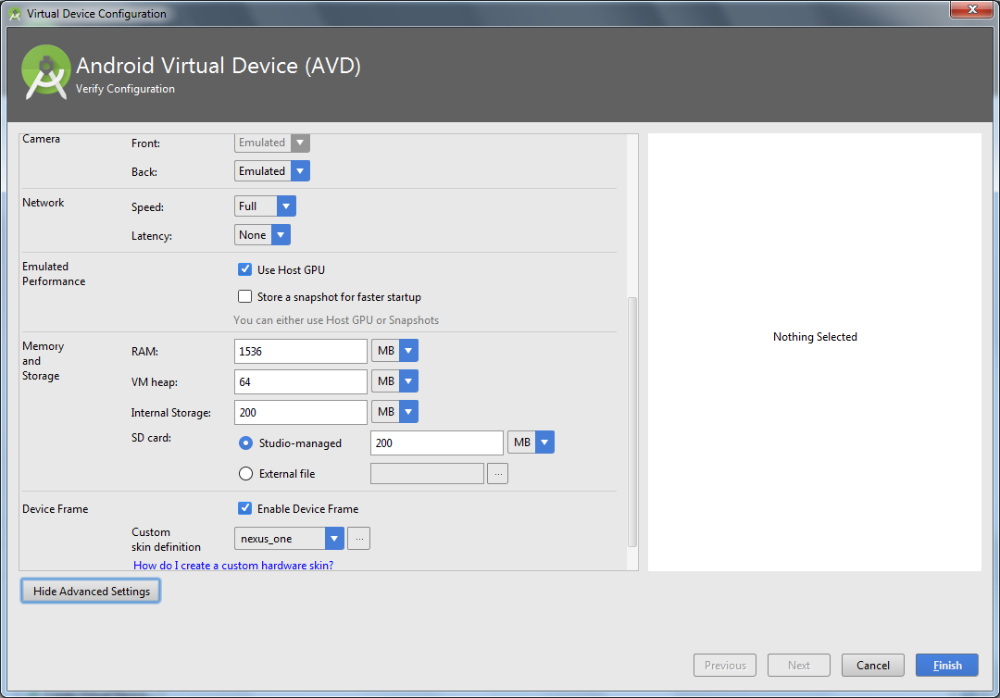 Virtual Device Configuration
Android Virtual Device (AVD)
Verify Configuration
Camera
Front:
Emulated
Back:
Emulated
Network
Speed:
Full
Latency:
None
Emulated
Performance
Use Host GPU
Store a snapshot for faster startup
You can either use Host GPU or Snapshots
Memory
and
Storage
RAM:
1536
MB
VM heap:
64
MB
Internal Storage:
200
MB
SD card:
Studio-managed
200
MB
External file
...
Device Frame
Enable Device Frame
Custom
skin definition
nexus_one
...
How do I create a custom hardware skin?
Nothing Selected
Hide Advanced Settings
Previous
Next
Cancel
Finish